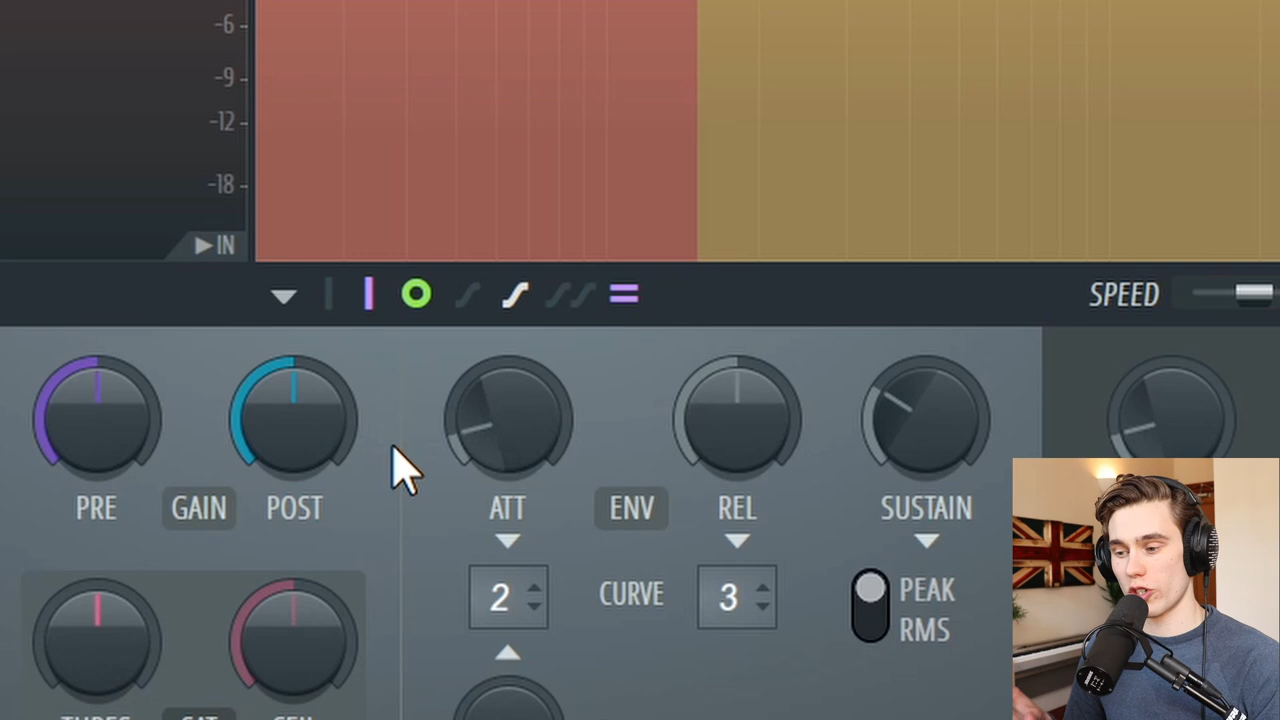 -6
-9
-12
-18
IN
SPEED
PRE
GAIN
POST
ATT
ENV
REL
SUSTAIN
2
CURVE
3
PEAK
RMS